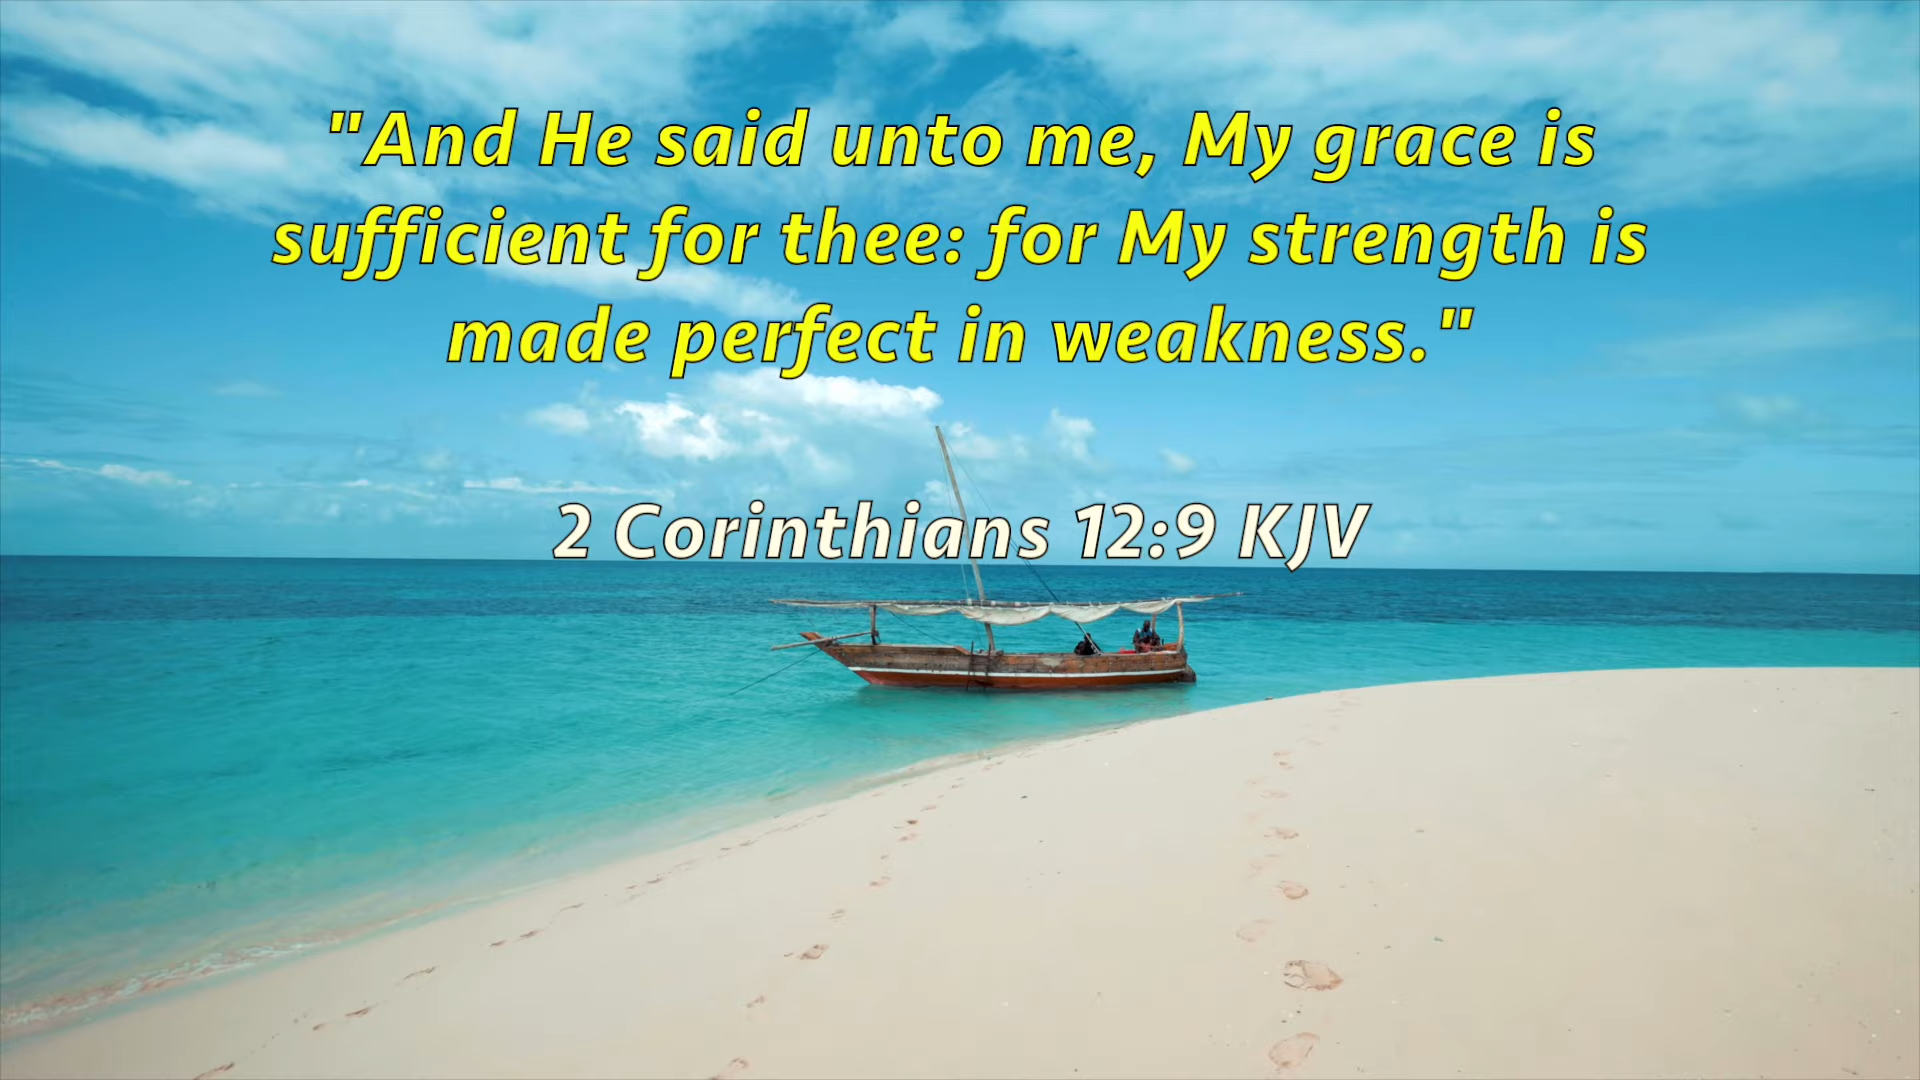 "And He said unto me, My grace is
sufficient for thee: for My strength is
made perfect in weakness."
2 Corinthians 12:9 KJV